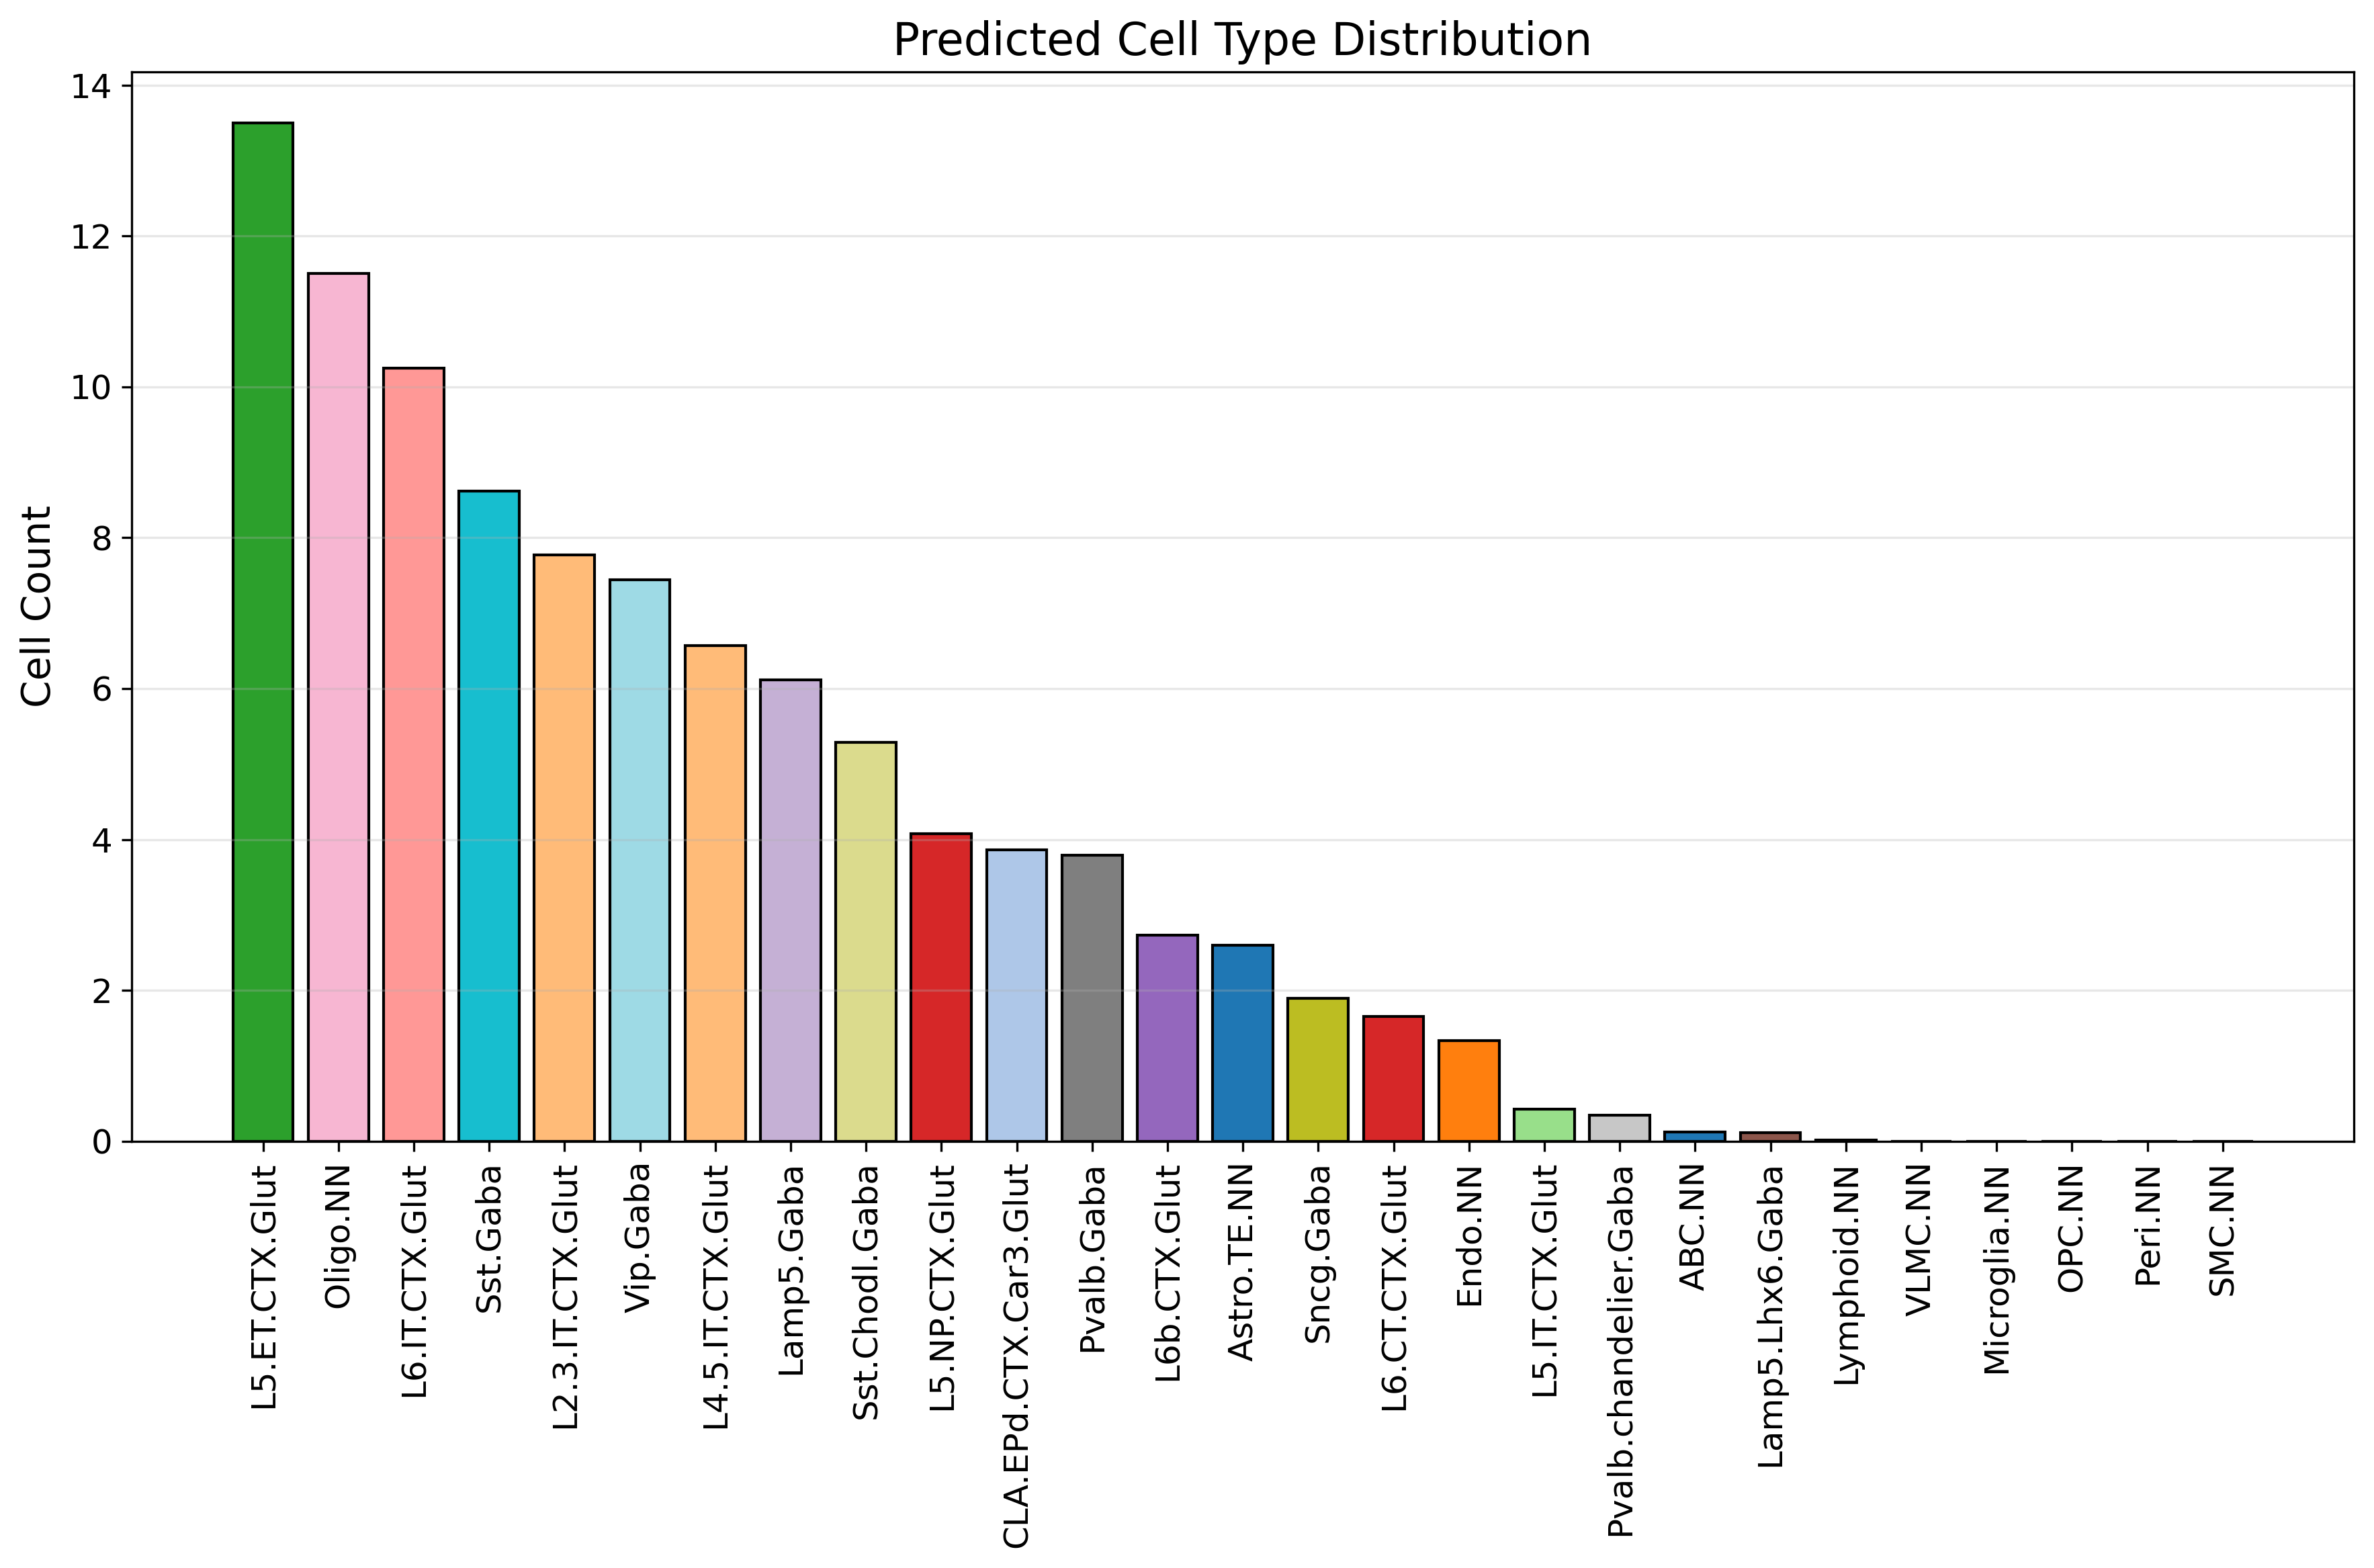 Predicted Cell Type Distribution
Cell Count
14
12
10
8
6
4
2
0
L5.ET.CTX.Glut
Oligo.NN
L6.IT.CTX.Glut
Sst.Gaba
L2.3.IT.CTX.Glut
Vip.Gaba
L4.5.IT.CTX.Glut
Lamp5.Gaba
Sst.Chodl.Gaba
L5.NP.CTX.Glut
CLA.EPd.CTX.Car3.Glut
Pvalb.Gaba
L6b.CTX.Glut
Astro.TE.NN
Sncg.Gaba
L6.CT.CTX.Glut
Endo.NN
L5.IT.CTX.Glut
Pvalb.chandelier.Gaba
ABC.NN
Lamp5.Lhx6.Gaba
Lymphoid.NN
VLMC.NN
Microglia.NN
OPC.NN
Peri.NN
SMC.NN